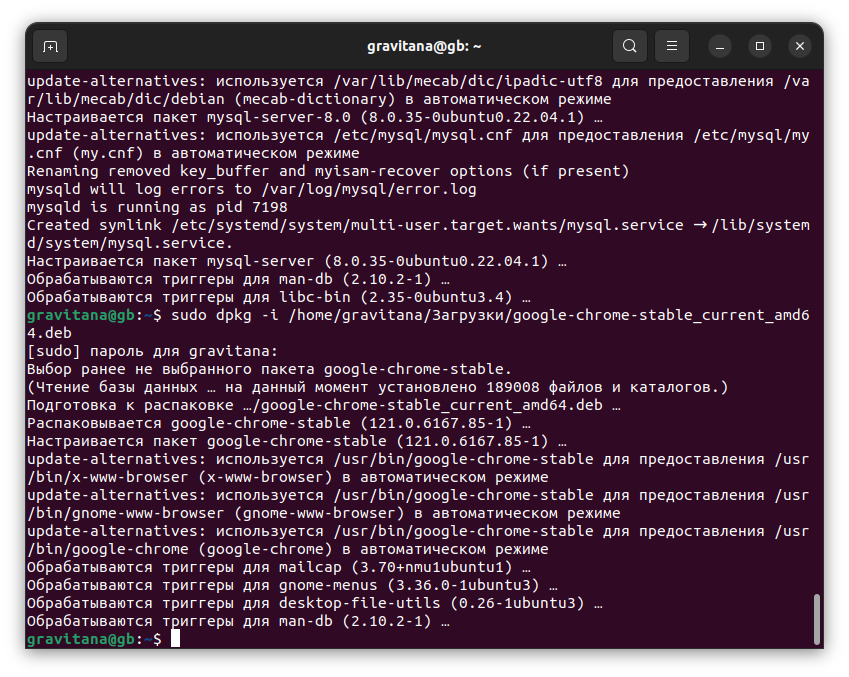 gravitana@gb: ~
update-alternatives: используется /var/lib/mecab/dic/ipadic-utf8 для предоставления /va
r/lib/mecab/dic/debian (mecab-dictionary) в автоматическом режиме
Настраивается пакет mysql-server-8.0 (8.0.35-0ubuntu0.22.04.1) …
update-alternatives: используется /etc/mysql/mysql.cnf для предоставления /etc/mysql/my
.cnf (my.cnf) в автоматическом режиме
Renaming removed key_buffer and myisam-recover options (if present)
mysqld will log errors to /var/log/mysql/error.log
mysqld is running as pid 7198
Created symlink /etc/systemd/system/multi-user.target.wants/mysql.service → /lib/system
d/system/mysql.service.
Настраивается пакет mysql-server (8.0.35-0ubuntu0.22.04.1) …
Обрабатываются триггеры для man-db (2.10.2-1) …
Обрабатываются триггеры для libc-bin (2.35-0ubuntu3.4) …
gravitana@gb:~$ sudo dpkg -i /home/gravitana/Загрузки/google-chrome-stable_current_amd6
4.deb
[sudo] пароль для gravitana:
Выбор ранее не выбранного пакета google-chrome-stable.
(Чтение базы данных … на данный момент установлено 189008 файлов и каталогов.)
Подготовка к распаковке …/google-chrome-stable_current_amd64.deb …
Распаковывается google-chrome-stable (121.0.6167.85-1) …
Настраивается пакет google-chrome-stable (121.0.6167.85-1) …
update-alternatives: используется /usr/bin/google-chrome-stable для предоставления /usr
/bin/x-www-browser (x-www-browser) в автоматическом режиме
update-alternatives: используется /usr/bin/google-chrome-stable для предоставления /usr
/bin/gnome-www-browser (gnome-www-browser) в автоматическом режиме
update-alternatives: используется /usr/bin/google-chrome-stable для предоставления /usr
/bin/google-chrome (google-chrome) в автоматическом режиме
Обрабатываются триггеры для mailcap (3.70+nmu1ubuntu1) …
Обрабатываются триггеры для gnome-menus (3.36.0-1ubuntu3) …
Обрабатываются триггеры для desktop-file-utils (0.26-1ubuntu3) …
Обрабатываются триггеры для man-db (2.10.2-1) …
gravitana@gb:~$